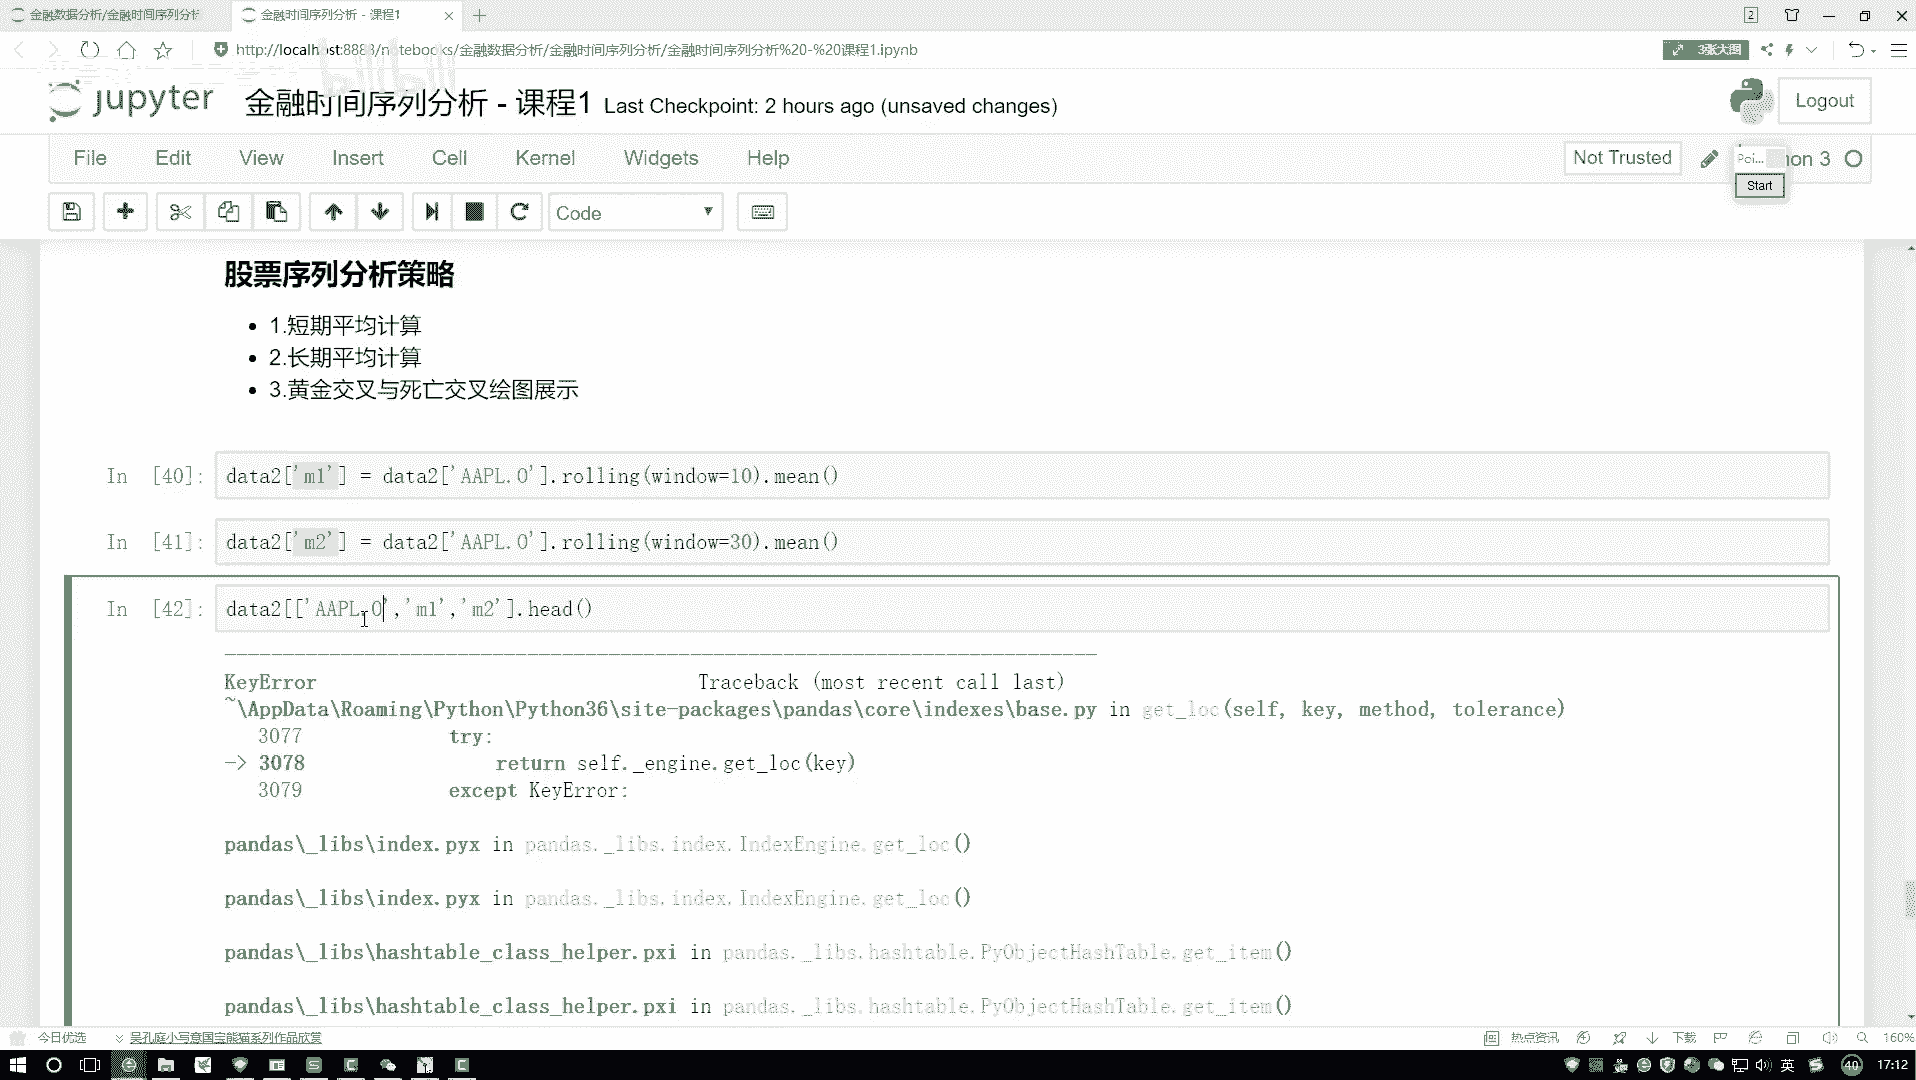 金融数据分析/金融时间序列分析
金融时间序列分析 - 课程1
2
http://localhost:8888/notebooks/金融数据分析/金融时间序列分析/金融时间序列分析%20-%20课程1.ipynb
3张大图
bilibili
jupyter
金融时间序列分析 - 课程1 Last Checkpoint: 2 hours ago (unsaved changes)
Logout
File Edit View Insert Cell Kernel Widgets Help
Not Trusted
Poi...
hon 3
Start
Code
股票序列分析策略
1.短期平均计算
2.长期平均计算
3.黄金交叉与死亡交叉绘图展示
In [40]: data2['m1'] = data2['AAPL.O'].rolling(window=10).mean()
In [41]: data2['m2'] = data2['AAPL.O'].rolling(window=30).mean()
In [42]: data2[['AAPL.O','m1','m2'].head()
---------------------------------------------------------------------------
KeyError Traceback (most recent call last)
~\AppData\Roaming\Python\Python36\site-packages\pandas\core\indexes\base.py in get_loc(self, key, method, tolerance)
3077 try:
-> 3078 return self._engine.get_loc(key)
3079 except KeyError:
pandas\_libs\index.pyx in pandas._libs.index.IndexEngine.get_loc()
pandas\_libs\index.pyx in pandas._libs.index.IndexEngine.get_loc()
pandas\_libs\hashtable_class_helper.pxi in pandas._libs.hashtable.PyObjectHashTable.get_item()
pandas\_libs\hashtable_class_helper.pxi in pandas._libs.hashtable.PyObjectHashTable.get_item()
今日优选
吴孔庭小写意国宝熊猫系列作品欣赏
热点资讯
下载
160%
英
40
17:12